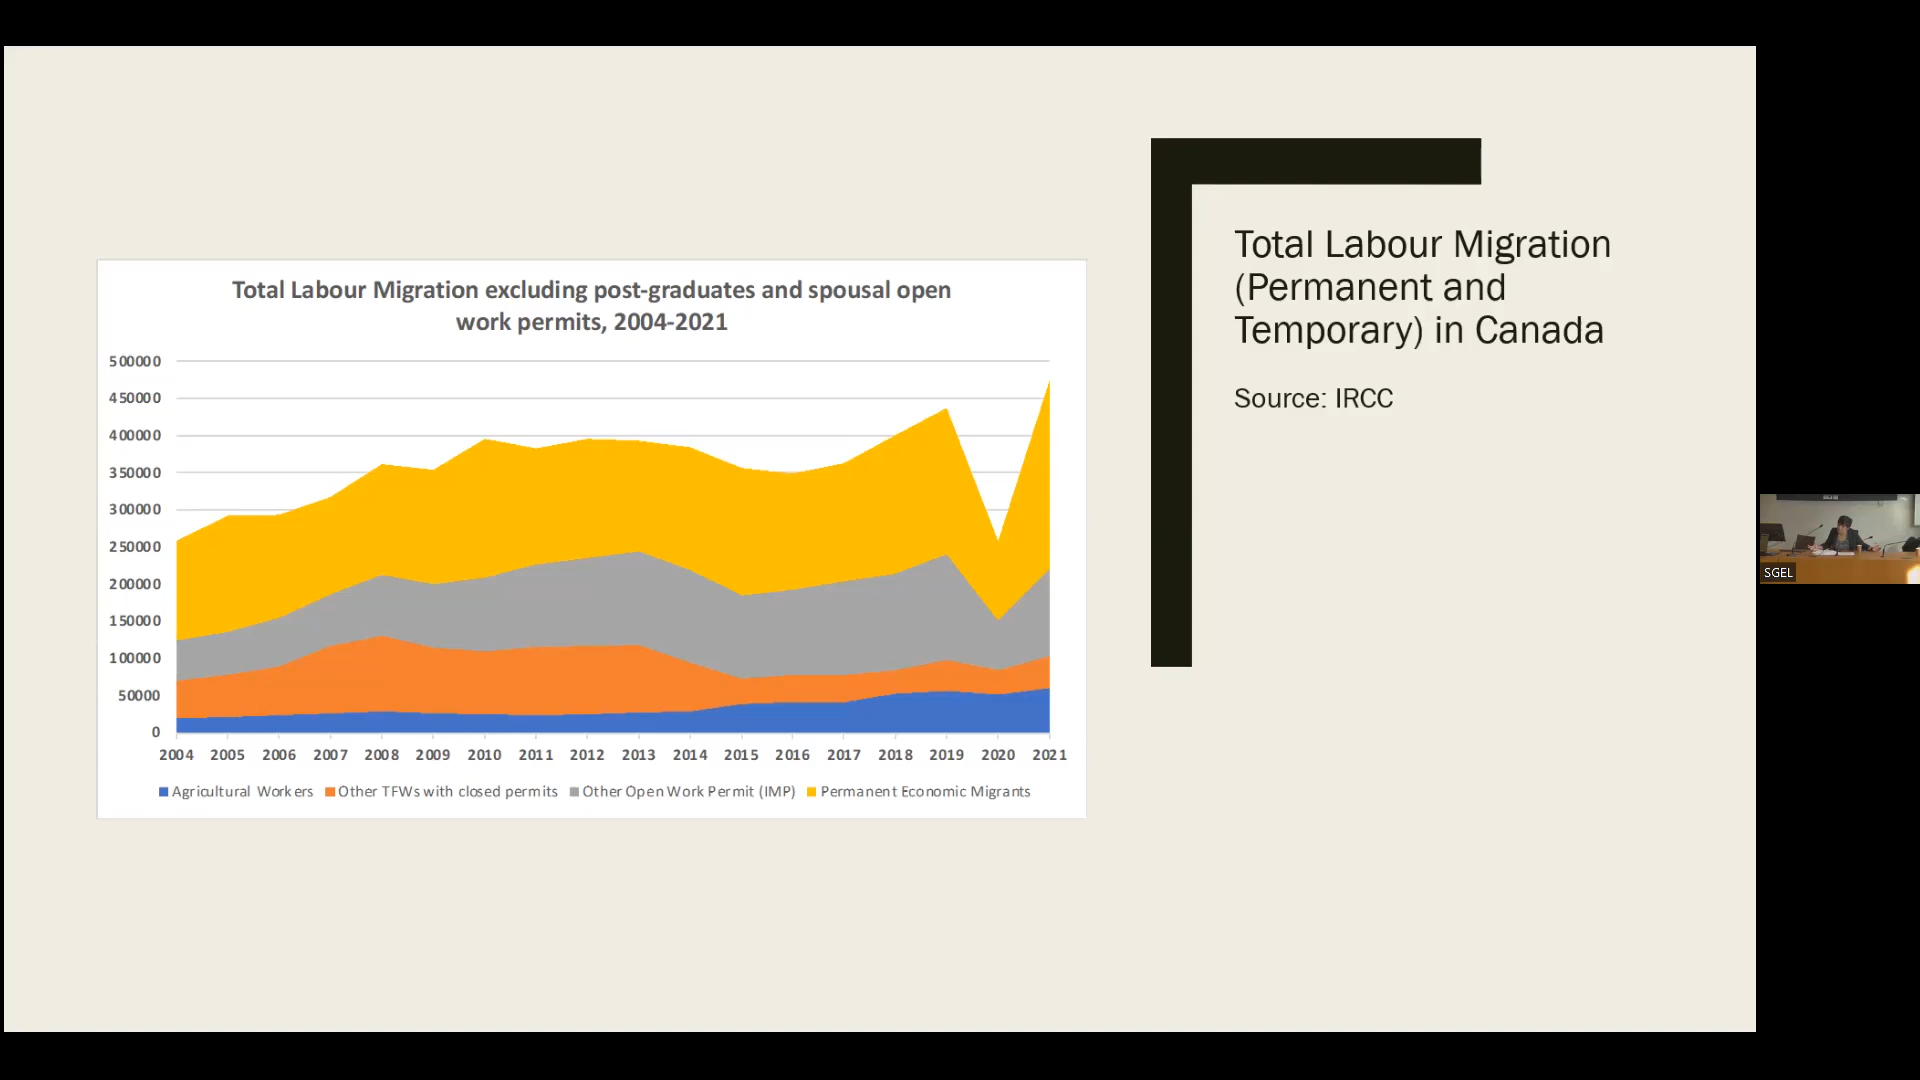 Total Labour Migration excluding post-graduates and spousal open
work permits, 2004-2021
500000
450000
400000
350000
300000
250000
200000
150000
100000
50000
0
2004 2005 2006 2007 2008 2009 2010 2011 2012 2013 2014 2015 2016 2017 2018 2019 2020 2021
Agricultural Workers Other TFWs with closed permits Other Open Work Permit (IMP) Permanent Economic Migrants
Total Labour Migration
(Permanent and
Temporary) in Canada
Source: IRCC
SGEL